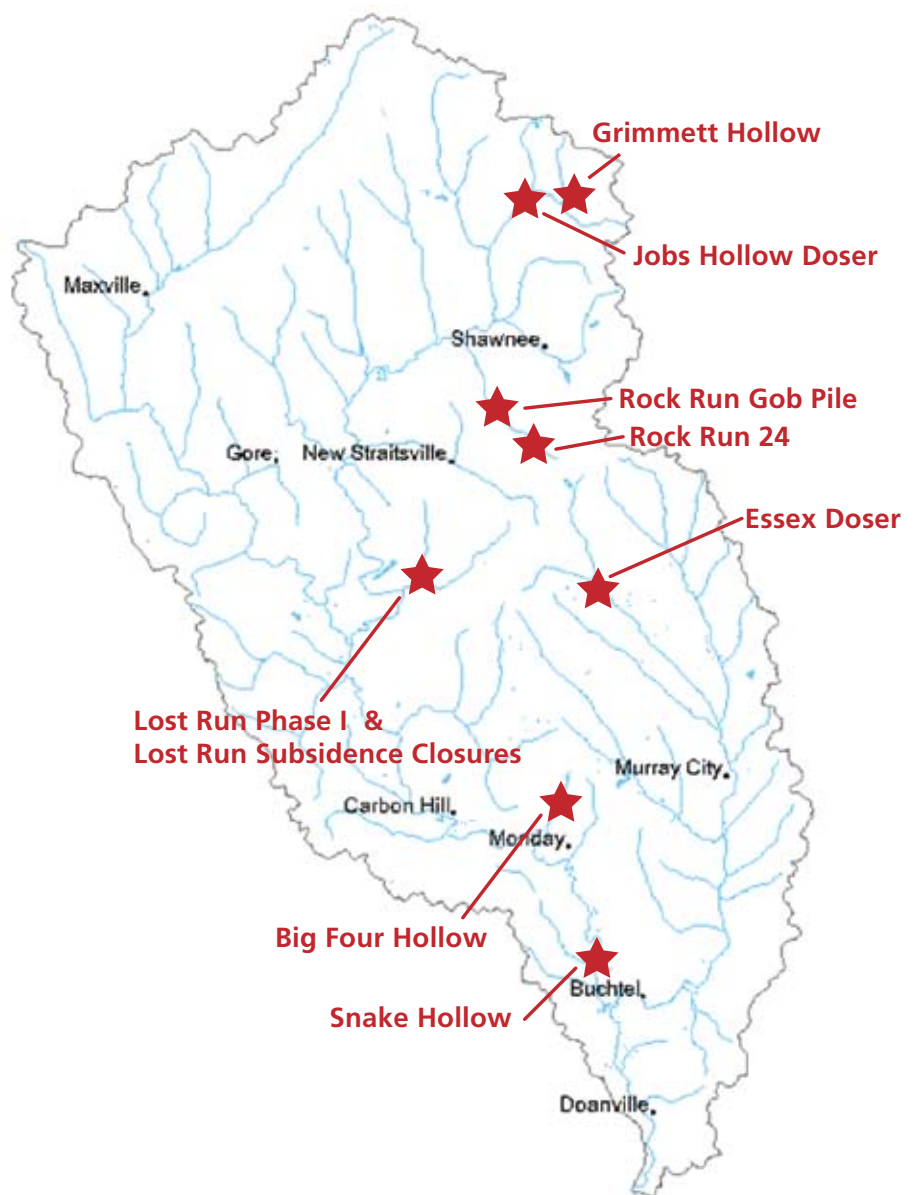 Grimmett Hollow
Jobs Hollow Doser
Maxville
Shawnee
Rock Run Gob Pile
Rock Run 24
Gore
New Straitsville
Essex Doser
Lost Run Phase I &
Lost Run Subsidence Closures
Murray City
Carbon Hill
Monday
Big Four Hollow
Buchtel
Snake Hollow
Doanville